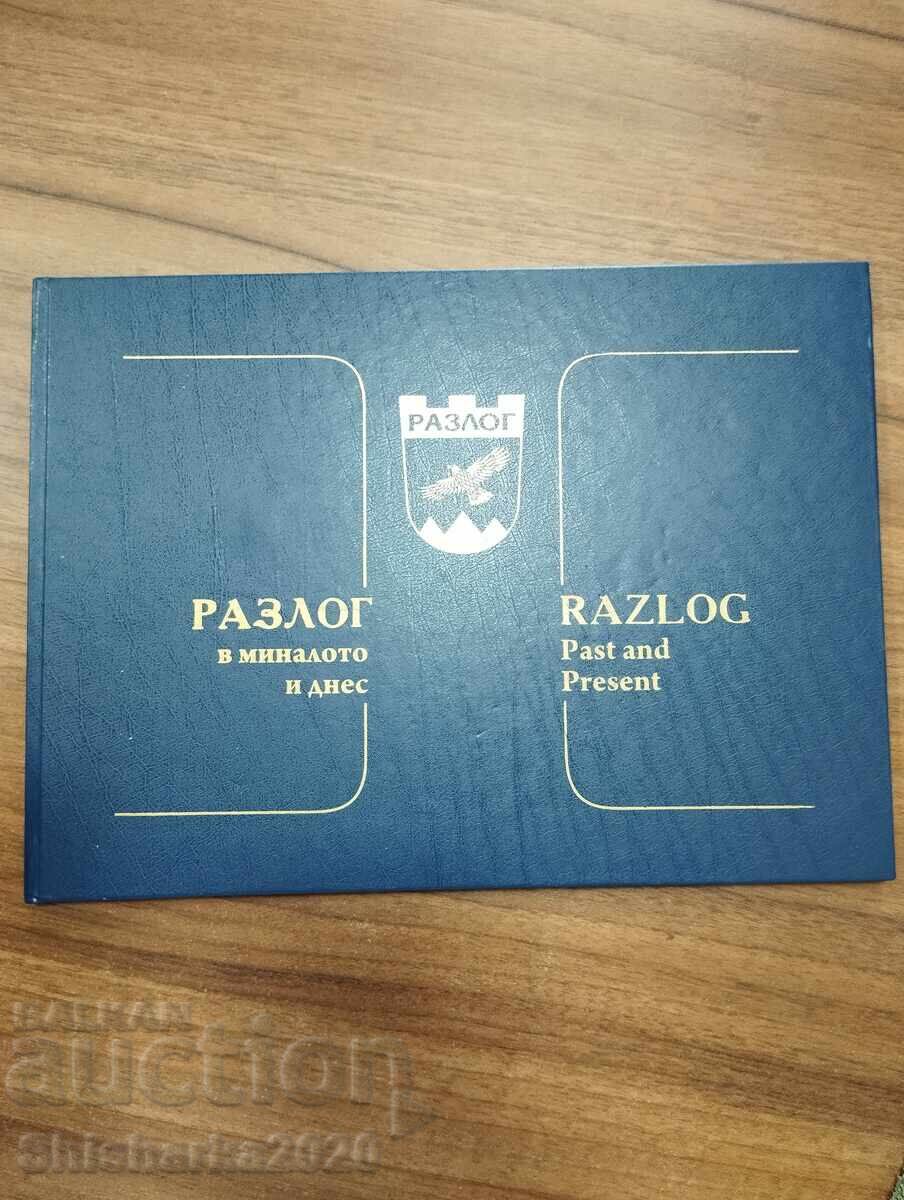 РАЗЛОГ
РАЗЛОГ
в миналото
и днес
RAZLOG
Past and
Present
BALKAN
auction
Shisharka2020